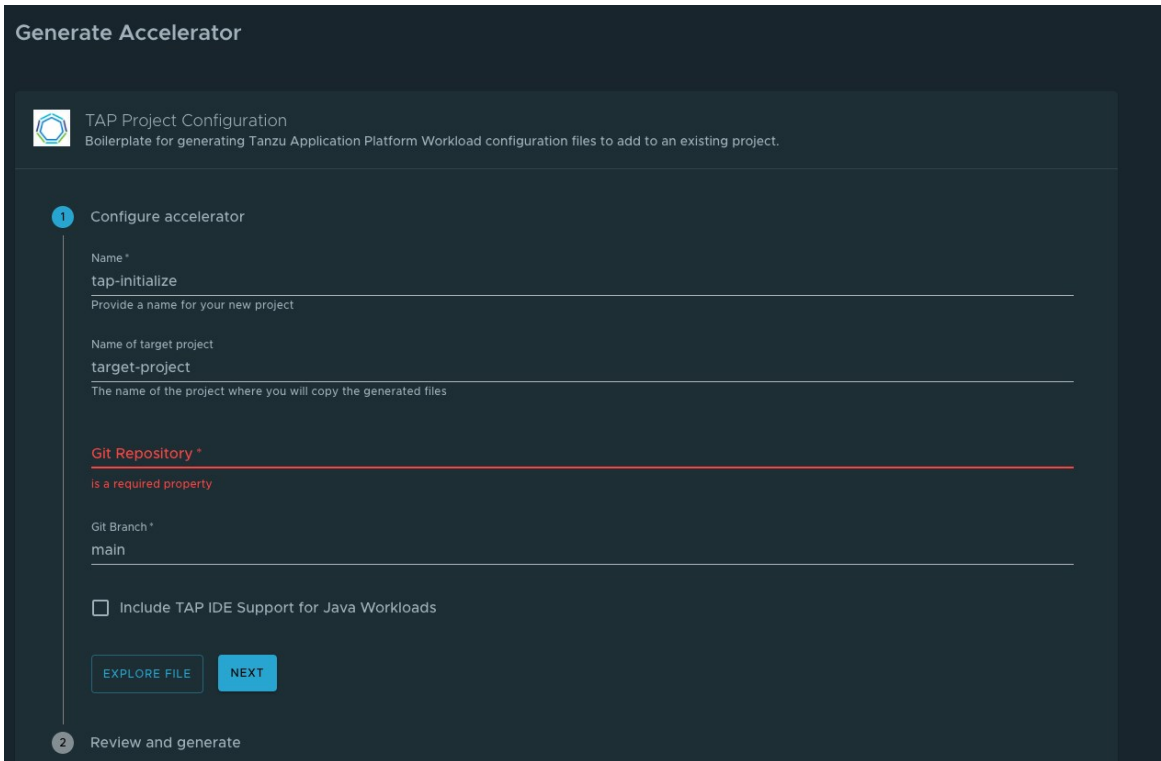 Generate Accelerator
TAP Project Configuration
Boilerplate for generating Tanzu Application Platform Workload configuration files to add to an existing project.
1 Configure accelerator
Name *
tap-initialize
Provide a name for your new project
Name of target project
target-project
The name of the project where you will copy the generated files
Git Repository *
is a required property
Git Branch *
main
Include TAP IDE Support for Java Workloads
EXPLORE FILE NEXT
2 Review and generate